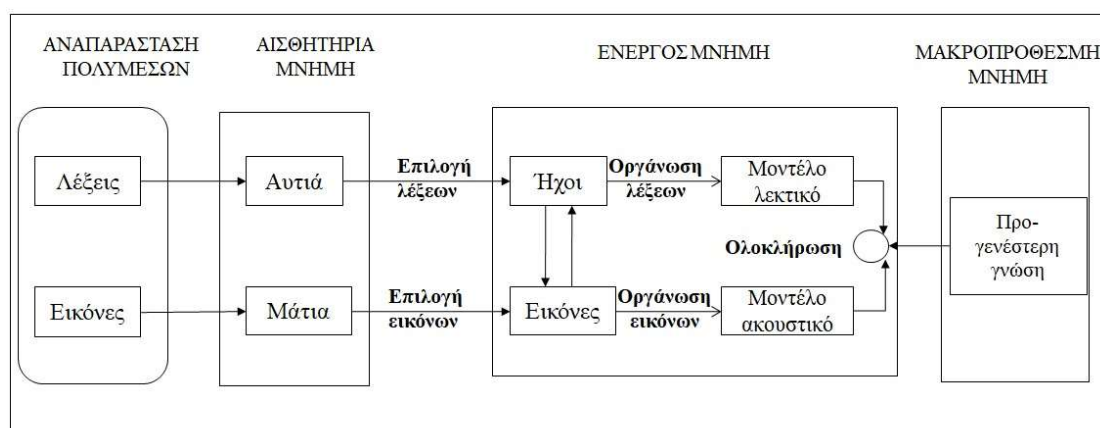 ΑΝΑΠΑΡΑΣΤΑΣΗ
ΠΟΛΥΜΕΣΩΝ
ΑΙΣΘΗΤΗΡΙΑ
ΜΝΗΜΗ
ΕΝΕΡΓΟΣ ΜΝΗΜΗ
ΜΑΚΡΟΠΡΟΘΕΣΜΗ
ΜΝΗΜΗ
Λέξεις
Αυτιά
Επιλογή
λέξεων
Ήχοι
Οργάνωση
λέξεων
Μοντέλο
λεκτικό
Ολοκλήρωση
Προ-
γενέστερη
γνώση
Εικόνες
Μάτια
Επιλογή
εικόνων
Εικόνες
Οργάνωση
εικόνων
Μοντέλο
ακουστικό